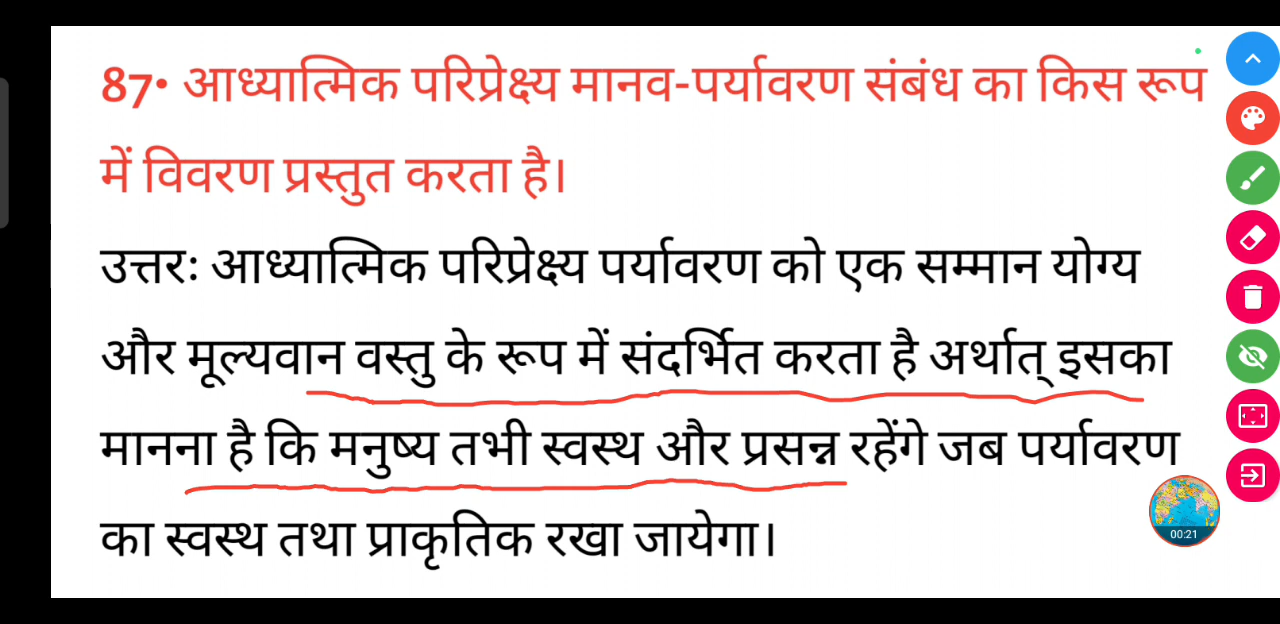 87• आध्यात्मिक परिप्रेक्ष्य मानव-पर्यावरण संबंध का किस रूप
में विवरण प्रस्तुत करता है।
उत्तरः आध्यात्मिक परिप्रेक्ष्य पर्यावरण को एक सम्मान योग्य
और मूल्यवान वस्तु के रूप में संदर्भित करता है अर्थात् इसका
मानना है कि मनुष्य तभी स्वस्थ और प्रसन्न रहेंगे जब पर्यावरण
का स्वस्थ तथा प्राकृतिक रखा जायेगा।
00:21